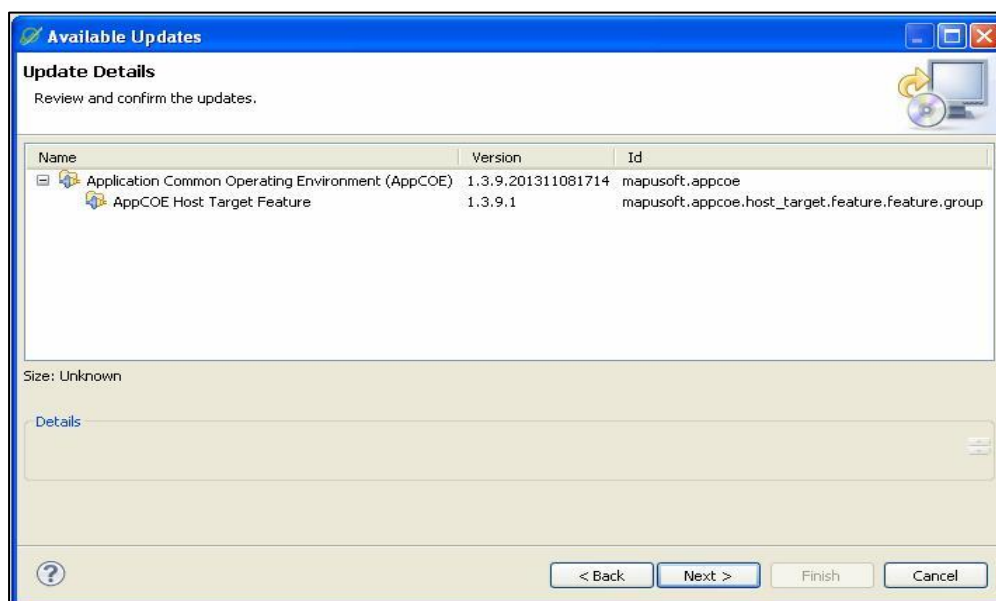 Available Updates
Update Details
Review and confirm the updates.
Name Version Id
Application Common Operating Environment (AppCOE) 1.3.9.201311081714 mapusoft.appcoe
AppCOE Host Target Feature 1.3.9.1 mapusoft.appcoe.host_target.feature.feature.group
Size: Unknown
Details
? < Back Next > Finish Cancel